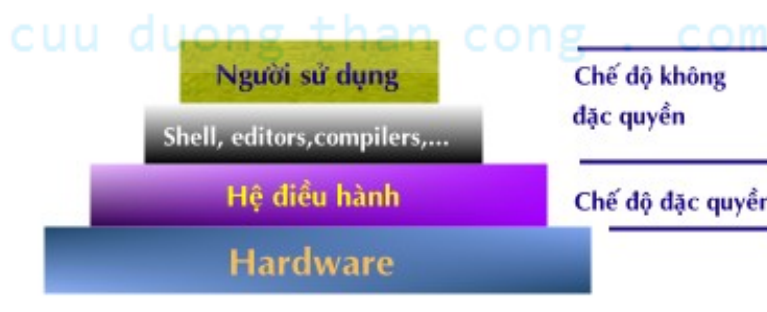 cuu duong than cong . com
Người sử dụng
Chế độ không
đặc quyền
Shell, editors,compilers,...
Hệ điều hành
Chế độ đặc quyền
Hardware